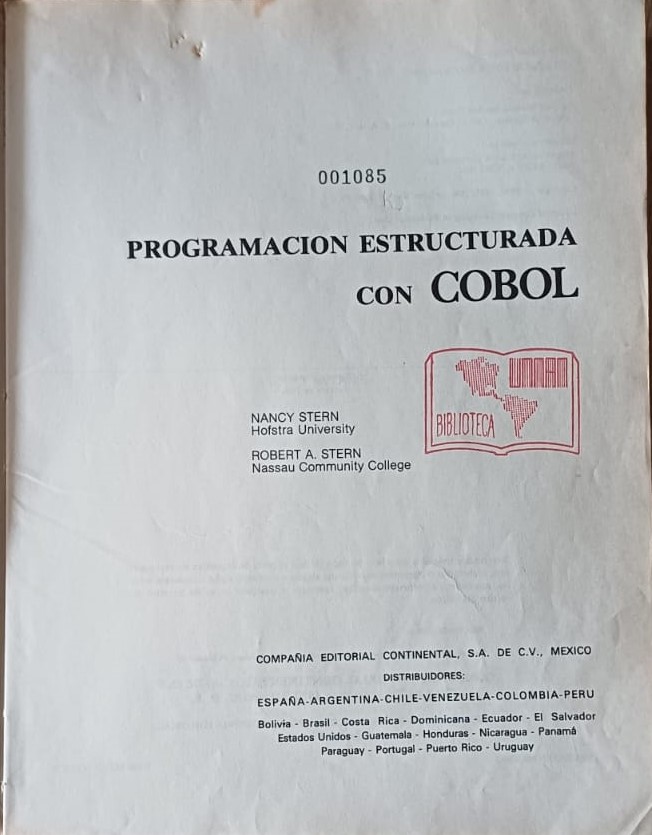 001085
PROGRAMACION ESTRUCTURADA
CON COBOL
BIBLIOTECA
NANCY STERN
Hofstra University
ROBERT A. STERN
Nassau Community College
COMPAÑIA EDITORIAL CONTINENTAL, S.A. DE C.V., MEXICO
DISTRIBUIDORES:
ESPAÑA-ARGENTINA-CHILE-VENEZUELA-COLOMBIA-PERU
Bolivia - Brasil - Costa Rica - Dominicana - Ecuador - El Salvador
Estados Unidos - Guatemala - Honduras - Nicaragua - Panamá
Paraguay - Portugal - Puerto Rico - Uruguay